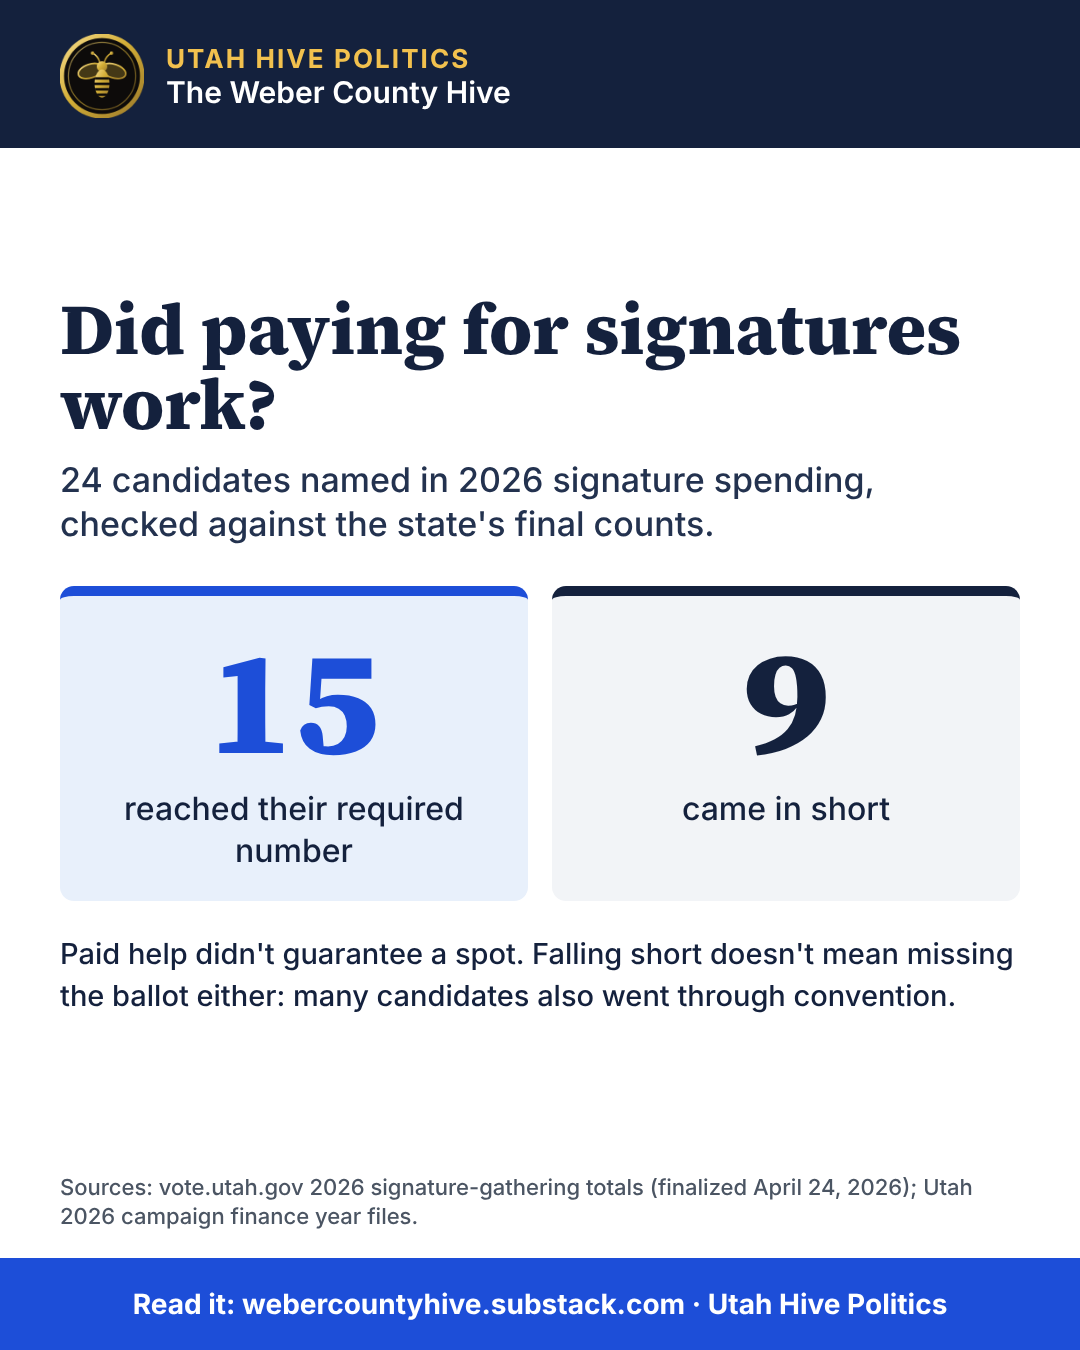 UTAH HIVE POLITICS
The Weber County Hive
Did paying for signatures
work?
24 candidates named in 2026 signature spending,
checked against the state's final counts.
15
reached their required
number
9
came in short
Paid help didn't guarantee a spot. Falling short doesn't mean missing
the ballot either: many candidates also went through convention.
Sources: vote.utah.gov 2026 signature-gathering totals (finalized April 24, 2026); Utah
2026 campaign finance year files.
Read it: webercountyhive.substack.com · Utah Hive Politics